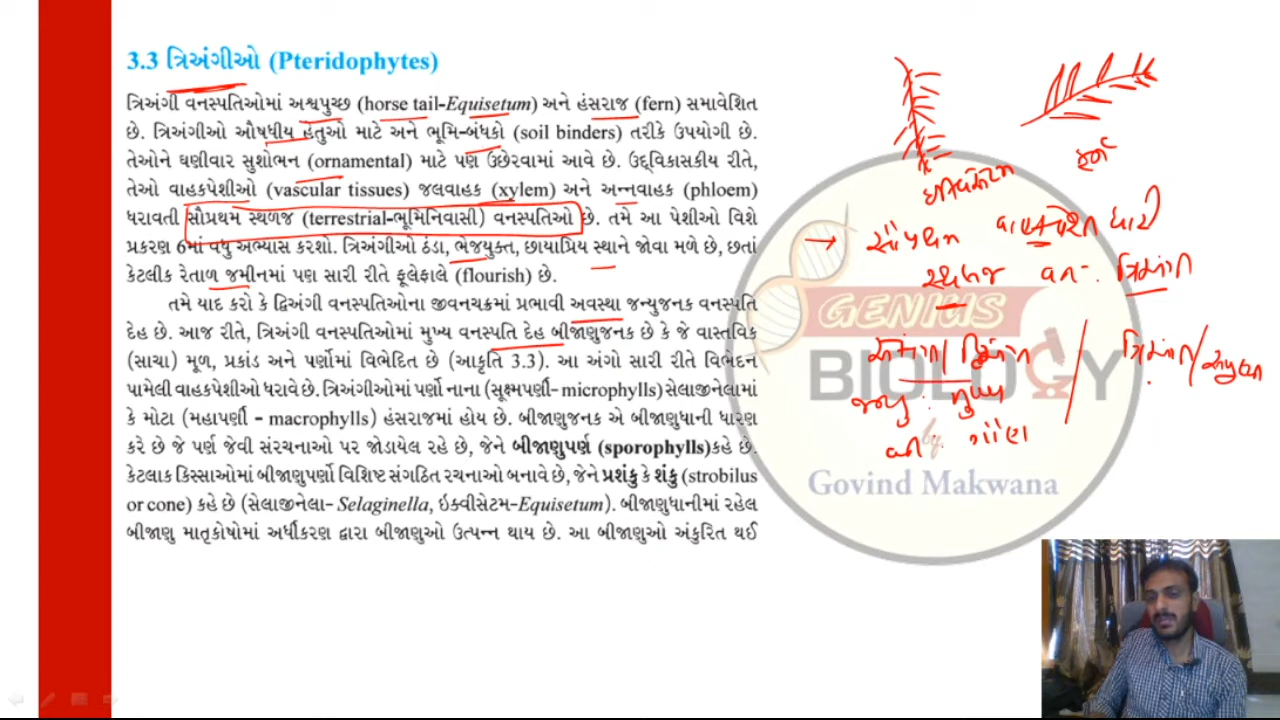 3.3 ત્રિઅંગીઓ (Pteridophytes)
ત્રિઅંગી વનસ્પતિઓમાં અશ્વપુચ્છ (horse tail-Equisetum) અને હંસરાજ (fern) સમાવેશિત
છે. ત્રિઅંગીઓ ઔષધીય હેતુઓ માટે અને ભૂમિ-બંધકો (soil binders) તરીકે ઉપયોગી છે.
તેઓને ઘણીવાર સુશોભન (ornamental) માટે પણ ઉછેરવામાં આવે છે. ઉદ્દ્વિકાસકીય રીતે,
તેઓ વાહકપેશીઓ (vascular tissues) જલવાહક (xylem) અને અન્નવાહક (phloem)
ધરાવતી સૌપ્રથમ સ્થળજ (terrestrial-ભૂમિનિવાસી) વનસ્પતિઓ છે. તમે આ પેશીઓ વિશે
પ્રકરણ 6માં વધુ અભ્યાસ કરશો. ત્રિઅંગીઓ ઠંડા, ભેજયુક્ત, છાયાપ્રિય સ્થાને જોવા મળે છે, છતાં
કેટલીક રેતાળ જમીનમાં પણ સારી રીતે ફૂલેફાલે (flourish) છે.
તમે યાદ કરો કે દ્વિઅંગી વનસ્પતિઓના જીવનચક્રમાં પ્રભાવી અવસ્થા જન્યુજનક વનસ્પતિ
દેહ છે. આજ રીતે, ત્રિઅંગી વનસ્પતિઓમાં મુખ્ય વનસ્પતિ દેહ બીજાણુજનક છે કે જે વાસ્તવિક
(સાચા) મૂળ, પ્રકાંડ અને પર્ણોમાં વિભેદિત છે (આકૃતિ 3.3). આ અંગો સારી રીતે વિભેદન
પામેલી વાહકપેશીઓ ધરાવે છે. ત્રિઅંગીઓમાં પર્ણો નાના (સૂક્ષ્મપર્ણી– microphylls) સેલાજીનેલામાં
કે મોટા (મહાપર્ણી – macrophylls) હંસરાજમાં હોય છે. બીજાણુજનક એ બીજાણુધાની ધારણ
કરે છે જે પર્ણ જેવી સંરચનાઓ પર જોડાયેલ રહે છે, જેને બીજાણુપર્ણ (sporophylls) કહે છે.
કેટલાક કિસ્સાઓમાં બીજાણુપર્ણો વિશિષ્ટ સંગઠિત રચનાઓ બનાવે છે, જેને પ્રશંકુ કે શંકુ (strobilus
or cone) કહે છે (સેલાજીનેલા– Selaginella, ઇક્વીસેટમ–Equisetum). બીજાણુધાનીમાં રહેલ
બીજાણુ માતૃકોષોમાં અર્ધીકરણ દ્વારા બીજાણુઓ ઉત્પન્ન થાય છે. આ બીજાણુઓ અંકુરિત થઈ
ફર્ન
સૌપ્રથમ
સ્થળજ વન. ત્રિઅંગી
GENIUS
દ્વિઅંગી
ત્રિઅંગી/
BIOLOGY
મુખ્ય
by.
ગૌણ
Govind Makwana